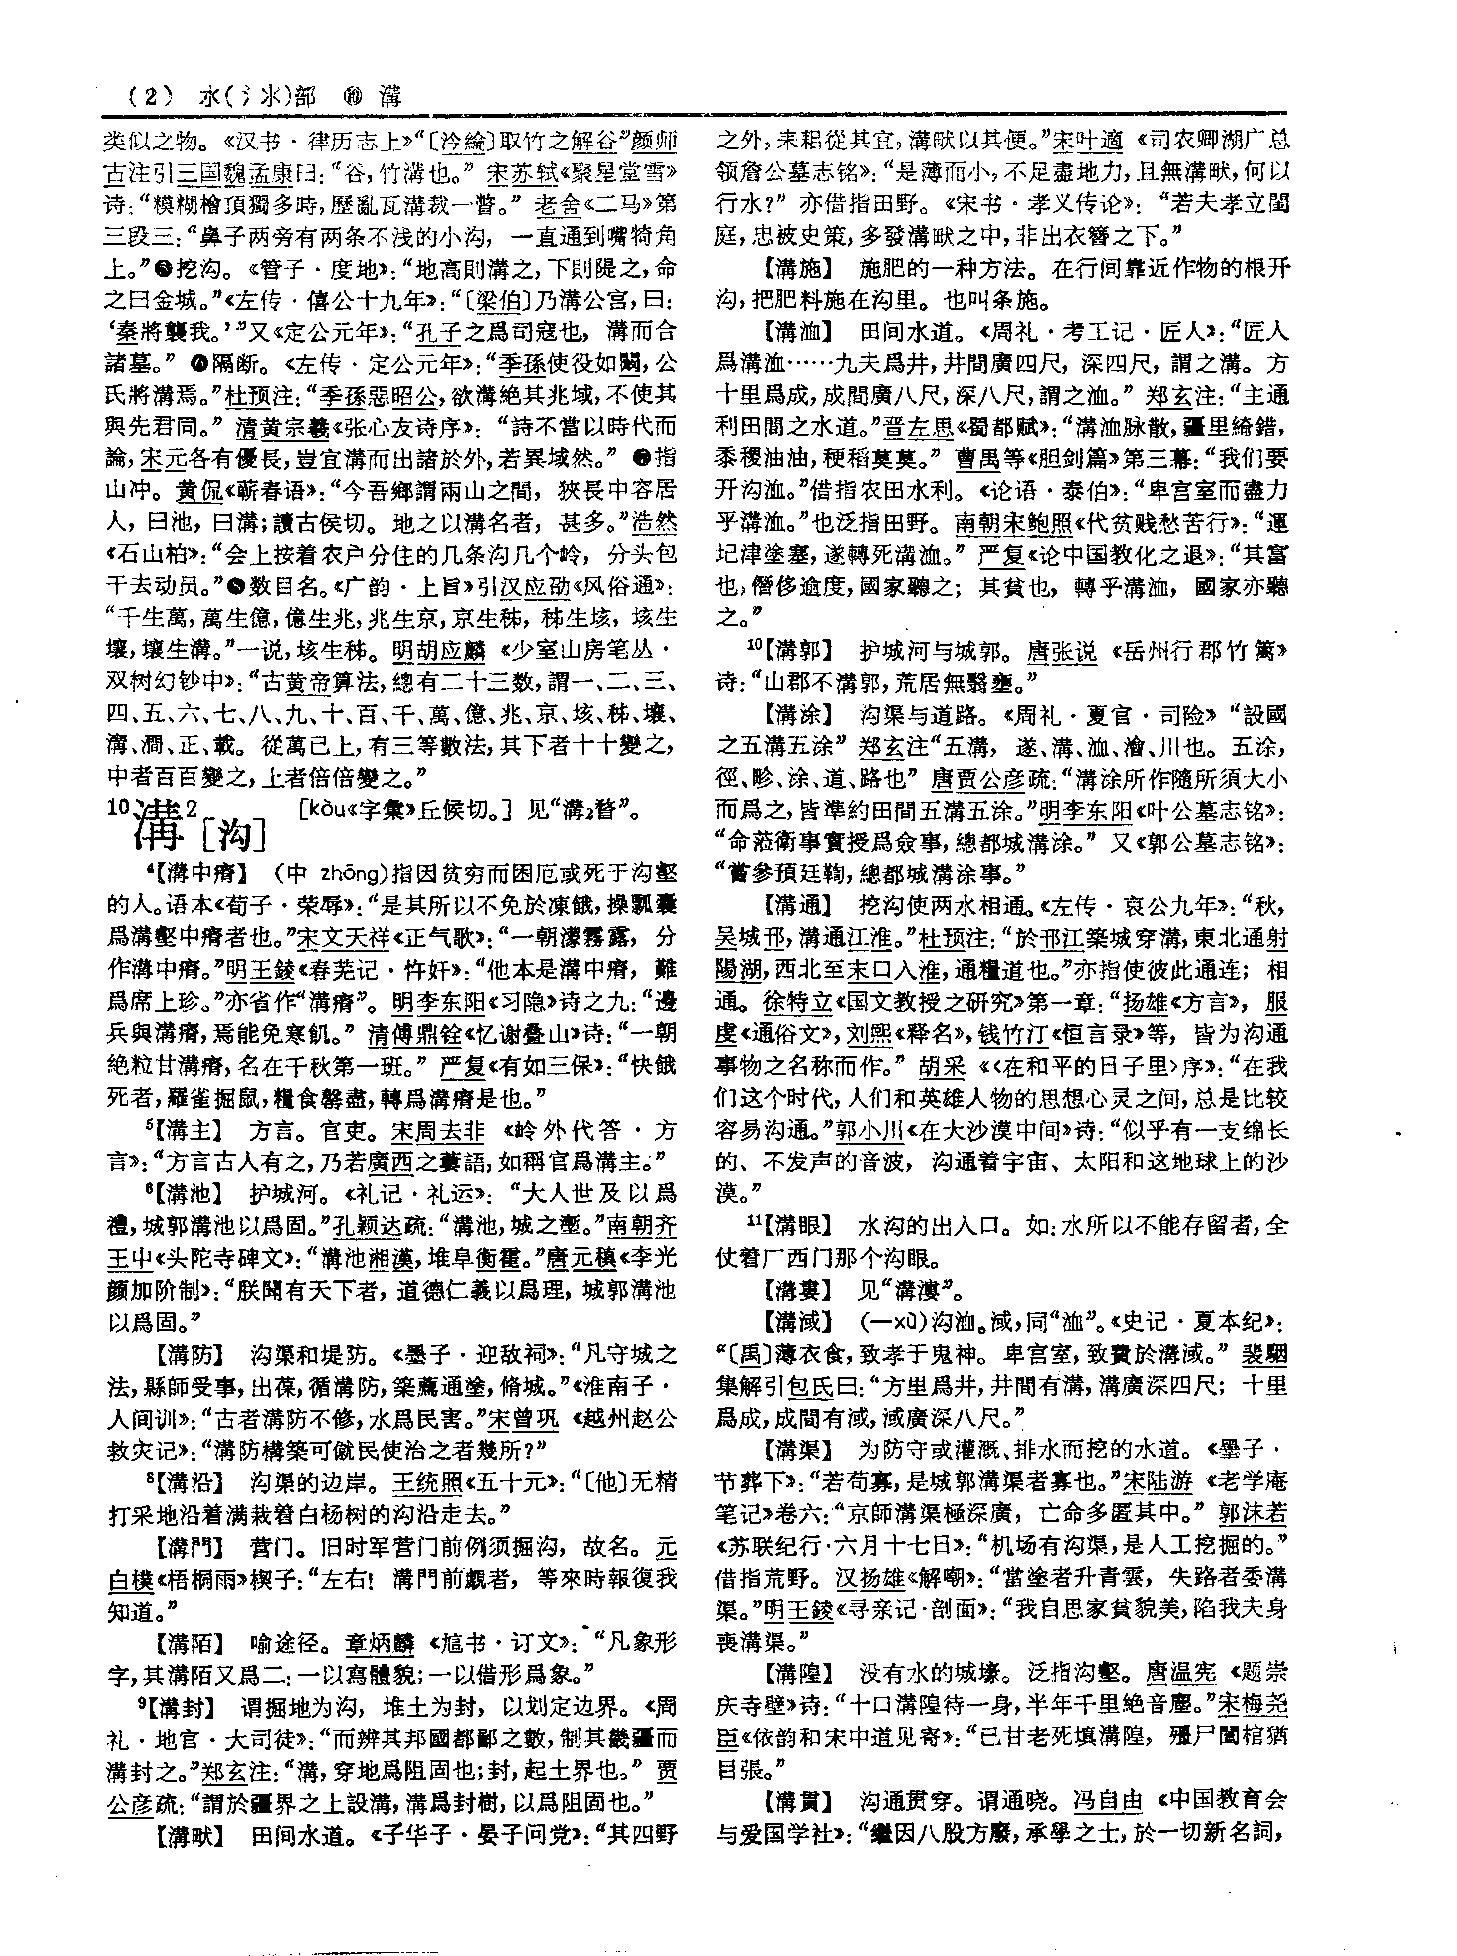 (2) 水(氵氺)部 ⑩ 溝
类似之物。《汉书·律历志上》“〔泠綸〕取竹之解谷”颜师
古注引三国魏孟康曰：“谷，竹溝也。” 宋苏轼《聚星堂雪》
诗：“模糊檜頂獨多時，歷亂瓦溝裁一瞥。” 老舍《二马》第
三段三：“鼻子两旁有两条不浅的小沟，一直通到嘴犄角
上。”❸挖沟。《管子·度地》：“地高則溝之，下則隄之，命
之曰金城。”《左传·僖公十九年》：“〔梁伯〕乃溝公宫，曰：
‘秦將襲我。’”又《定公元年》：“孔子之爲司寇也，溝而合
諸墓。” ❹隔断。《左传·定公元年》：“季孫使役如闞，公
氏將溝焉。”杜预注：“季孫惡昭公，欲溝絶其兆域，不使其
與先君同。” 清黄宗羲《张心友诗序》：“詩不當以時代而
論，宋元各有優長，豈宜溝而出諸於外，若異域然。” ❺指
山冲。黄侃《蕲春语》：“今吾鄉謂兩山之間，狹長中容居
人，曰池，曰溝；讀古侯切。地之以溝名者，甚多。”浩然
《石山柏》：“会上按着农户分住的几条沟几个岭，分头包
干去动员。”❻数目名。《广韵·上旨》引汉应劭《风俗通》：
“千生萬，萬生億，億生兆，兆生京，京生秭，秭生垓，垓生
壤，壤生溝。”一说，垓生秭。明胡应麟《少室山房笔丛·
双树幻钞中》：“古黄帝算法，總有二十三数，謂一、二、三、
四、五、六、七、八、九、十、百、千、萬、億、兆、京、垓、秭、壤、
溝、澗、正、載。從萬已上，有三等數法，其下者十十變之，
中者百百變之，上者倍倍變之。”
10溝2［沟］ ［kòu《字彙》丘候切。］见“溝2瞀”。
4【溝中瘠】 （中 zhōng）指因贫穷而困厄或死于沟壑
的人。语本《荀子·荣辱》：“是其所以不免於凍餓，操瓢囊
爲溝壑中瘠者也。”宋文天祥《正气歌》：“一朝濛霧露，分
作溝中瘠。”明王錂《春芜记·忤奸》：“他本是溝中瘠，難
爲席上珍。”亦省作“溝瘠”。明李东阳《习隐》诗之九：“邊
兵與溝瘠，焉能免寒飢。” 清傅鼎铨《忆谢叠山》诗：“一朝
絶粒甘溝瘠，名在千秋第一班。” 严复《有如三保》：“快餓
死者，羅雀掘鼠，糧食罄盡，轉爲溝瘠是也。”
5【溝主】 方言。官吏。宋周去非《岭外代答·方
言》：“方言古人有之，乃若廣西之蔞語，如稱官爲溝主。”
6【溝池】 护城河。《礼记·礼运》：“大人世及以爲
禮，城郭溝池以爲固。”孔颖达疏：“溝池，城之壍。”南朝齐
王屮《头陀寺碑文》：“溝池湘漢，堆阜衡霍。”唐元稹《李光
颜加阶制》：“朕聞有天下者，道德仁義以爲理，城郭溝池
以爲固。”
【溝防】 沟渠和堤防。《墨子·迎敌祠》：“凡守城之
法，縣師受事，出葆，循溝防，築薦通塗，脩城。”《淮南子·
人间训》：“古者溝防不修，水爲民害。”宋曾巩《越州赵公
救灾记》：“溝防構築可僦民使治之者幾所？”
8【溝沿】 沟渠的边岸。王统照《五十元》：“〔他〕无精
打采地沿着满栽着白杨树的沟沿走去。”
【溝門】 营门。旧时军营门前例须掘沟，故名。元
白樸《梧桐雨》楔子：“左右！溝門前覷者，等來時報復我
知道。”
【溝陌】 喻途径。章炳麟《訄书·订文》：“凡象形
字，其溝陌又爲二：一以寫體貌；一以借形爲象。”
9【溝封】 谓掘地为沟，堆土为封，以划定边界。《周
礼·地官·大司徒》：“而辨其邦國都鄙之數，制其畿疆而
溝封之。”郑玄注：“溝，穿地爲阻固也；封，起土界也。” 贾
公彦疏：“謂於疆界之上設溝，溝爲封樹，以爲阻固也。”
【溝畎】 田间水道。《子华子·晏子问党》：“其四野
之外，耒耜從其宜，溝畎以其便。”宋叶適《司农卿湖广总
领詹公墓志铭》：“是薄而小，不足盡地力，且無溝畎，何以
行水？” 亦借指田野。《宋书·孝义传论》：“若夫孝立閨
庭，忠被史策，多發溝畎之中，非出衣簪之下。”
【溝施】 施肥的一种方法。在行间靠近作物的根开
沟，把肥料施在沟里。也叫条施。
【溝洫】 田间水道。《周礼·考工记·匠人》：“匠人
爲溝洫……九夫爲井，井間廣四尺，深四尺，謂之溝。方
十里爲成，成間廣八尺，深八尺，謂之洫。” 郑玄注：“主通
利田間之水道。”晋左思《蜀都赋》：“溝洫脉散，疆里綺錯，
黍稷油油，稉稻莫莫。” 曹禺等《胆剑篇》第三幕：“我们要
开沟洫。”借指农田水利。《论语·泰伯》：“卑宫室而盡力
乎溝洫。”也泛指田野。南朝宋鲍照《代贫贱愁苦行》：“運
圮津塗塞，遂轉死溝洫。” 严复《论中国教化之退》：“其富
也，僭侈逾度，國家聽之；其貧也，轉乎溝洫，國家亦聽
之。”
10【溝郭】 护城河与城郭。唐张说《岳州行郡竹篱》
诗：“山郡不溝郭，荒居無翳壅。”
【溝涂】 沟渠与道路。《周礼·夏官·司险》“設國
之五溝五涂” 郑玄注“五溝，遂、溝、洫、澮、川也。五涂，
徑、畛、涂、道、路也” 唐贾公彦疏：“溝涂所作隨所須大小
而爲之，皆準約田間五溝五涂。”明李东阳《叶公墓志铭》：
“命蒞衛事實授爲僉事，總都城溝涂。” 又《郭公墓志铭》：
“嘗參預廷鞫，總都城溝涂事。”
【溝通】 挖沟使两水相通。《左传·哀公九年》：“秋，
吴城邗，溝通江淮。”杜预注：“於邗江築城穿溝，東北通射
陽湖，西北至末口入淮，通糧道也。”亦指使彼此通连；相
通。徐特立《国文教授之研究》第一章：“扬雄《方言》，服
虔《通俗文》，刘熙《释名》，钱竹汀《恒言录》等，皆为沟通
事物之名称而作。” 胡采《〈在和平的日子里〉序》：“在我
们这个时代，人们和英雄人物的思想心灵之间，总是比较
容易沟通。”郭小川《在大沙漠中间》诗：“似乎有一支绵长
的、不发声的音波，沟通着宇宙、太阳和这地球上的沙
漠。”
11【溝眼】 水沟的出入口。如：水所以不能存留者，全
仗着厂西门那个沟眼。
【溝婁】 见“溝漊”。
【溝淢】 （—xù）沟洫。淢，同“洫”。《史记·夏本纪》：
“〔禹〕薄衣食，致孝于鬼神。卑宫室，致費於溝淢。” 裴駰
集解引包氏曰：“方里爲井，井間有溝，溝廣深四尺；十里
爲成，成間有淢，淢廣深八尺。”
【溝渠】 为防守或灌溉、排水而挖的水道。《墨子·
节葬下》：“若苟寡，是城郭溝渠者寡也。”宋陆游《老学庵
笔记》卷六：“京師溝渠極深廣，亡命多匿其中。” 郭沫若
《苏联纪行·六月十七日》：“机场有沟渠，是人工挖掘的。”
借指荒野。汉扬雄《解嘲》：“當塗者升青雲，失路者委溝
渠。”明王錂《寻亲记·剖面》：“我自思家貧貌美，陷我夫身
喪溝渠。”
【溝隍】 没有水的城壕。泛指沟壑。唐温宪《题崇
庆寺壁》诗：“十口溝隍待一身，半年千里絶音塵。”宋梅尧
臣《依韵和宋中道见寄》：“已甘老死填溝隍，殭尸闔棺猶
目張。”
【溝貫】 沟通贯穿。谓通晓。冯自由《中国教育会
与爱国学社》：“繼因八股方廢，承學之士，於一切新名詞，